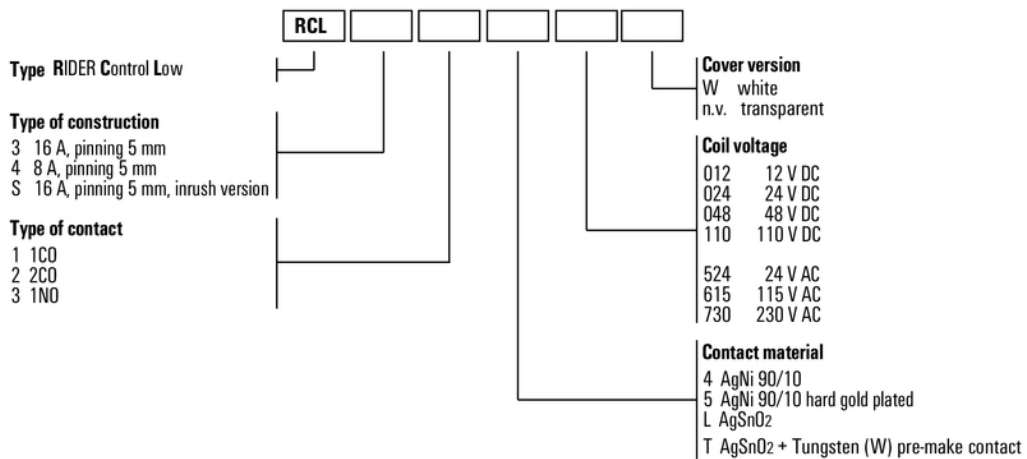 RCL
Type RIDER Control Low
Type of construction
3 16 A, pinning 5 mm
4 8 A, pinning 5 mm
S 16 A, pinning 5 mm, inrush version
Type of contact
1 1CO
2 2CO
3 1NO
Cover version
W white
n.v. transparent
Coil voltage
012 12 V DC
024 24 V DC
048 48 V DC
110 110 V DC
524 24 V AC
615 115 V AC
730 230 V AC
Contact material
4 AgNi 90/10
5 AgNi 90/10 hard gold plated
L AgSnO2
T AgSnO2 + Tungsten (W) pre-make contact